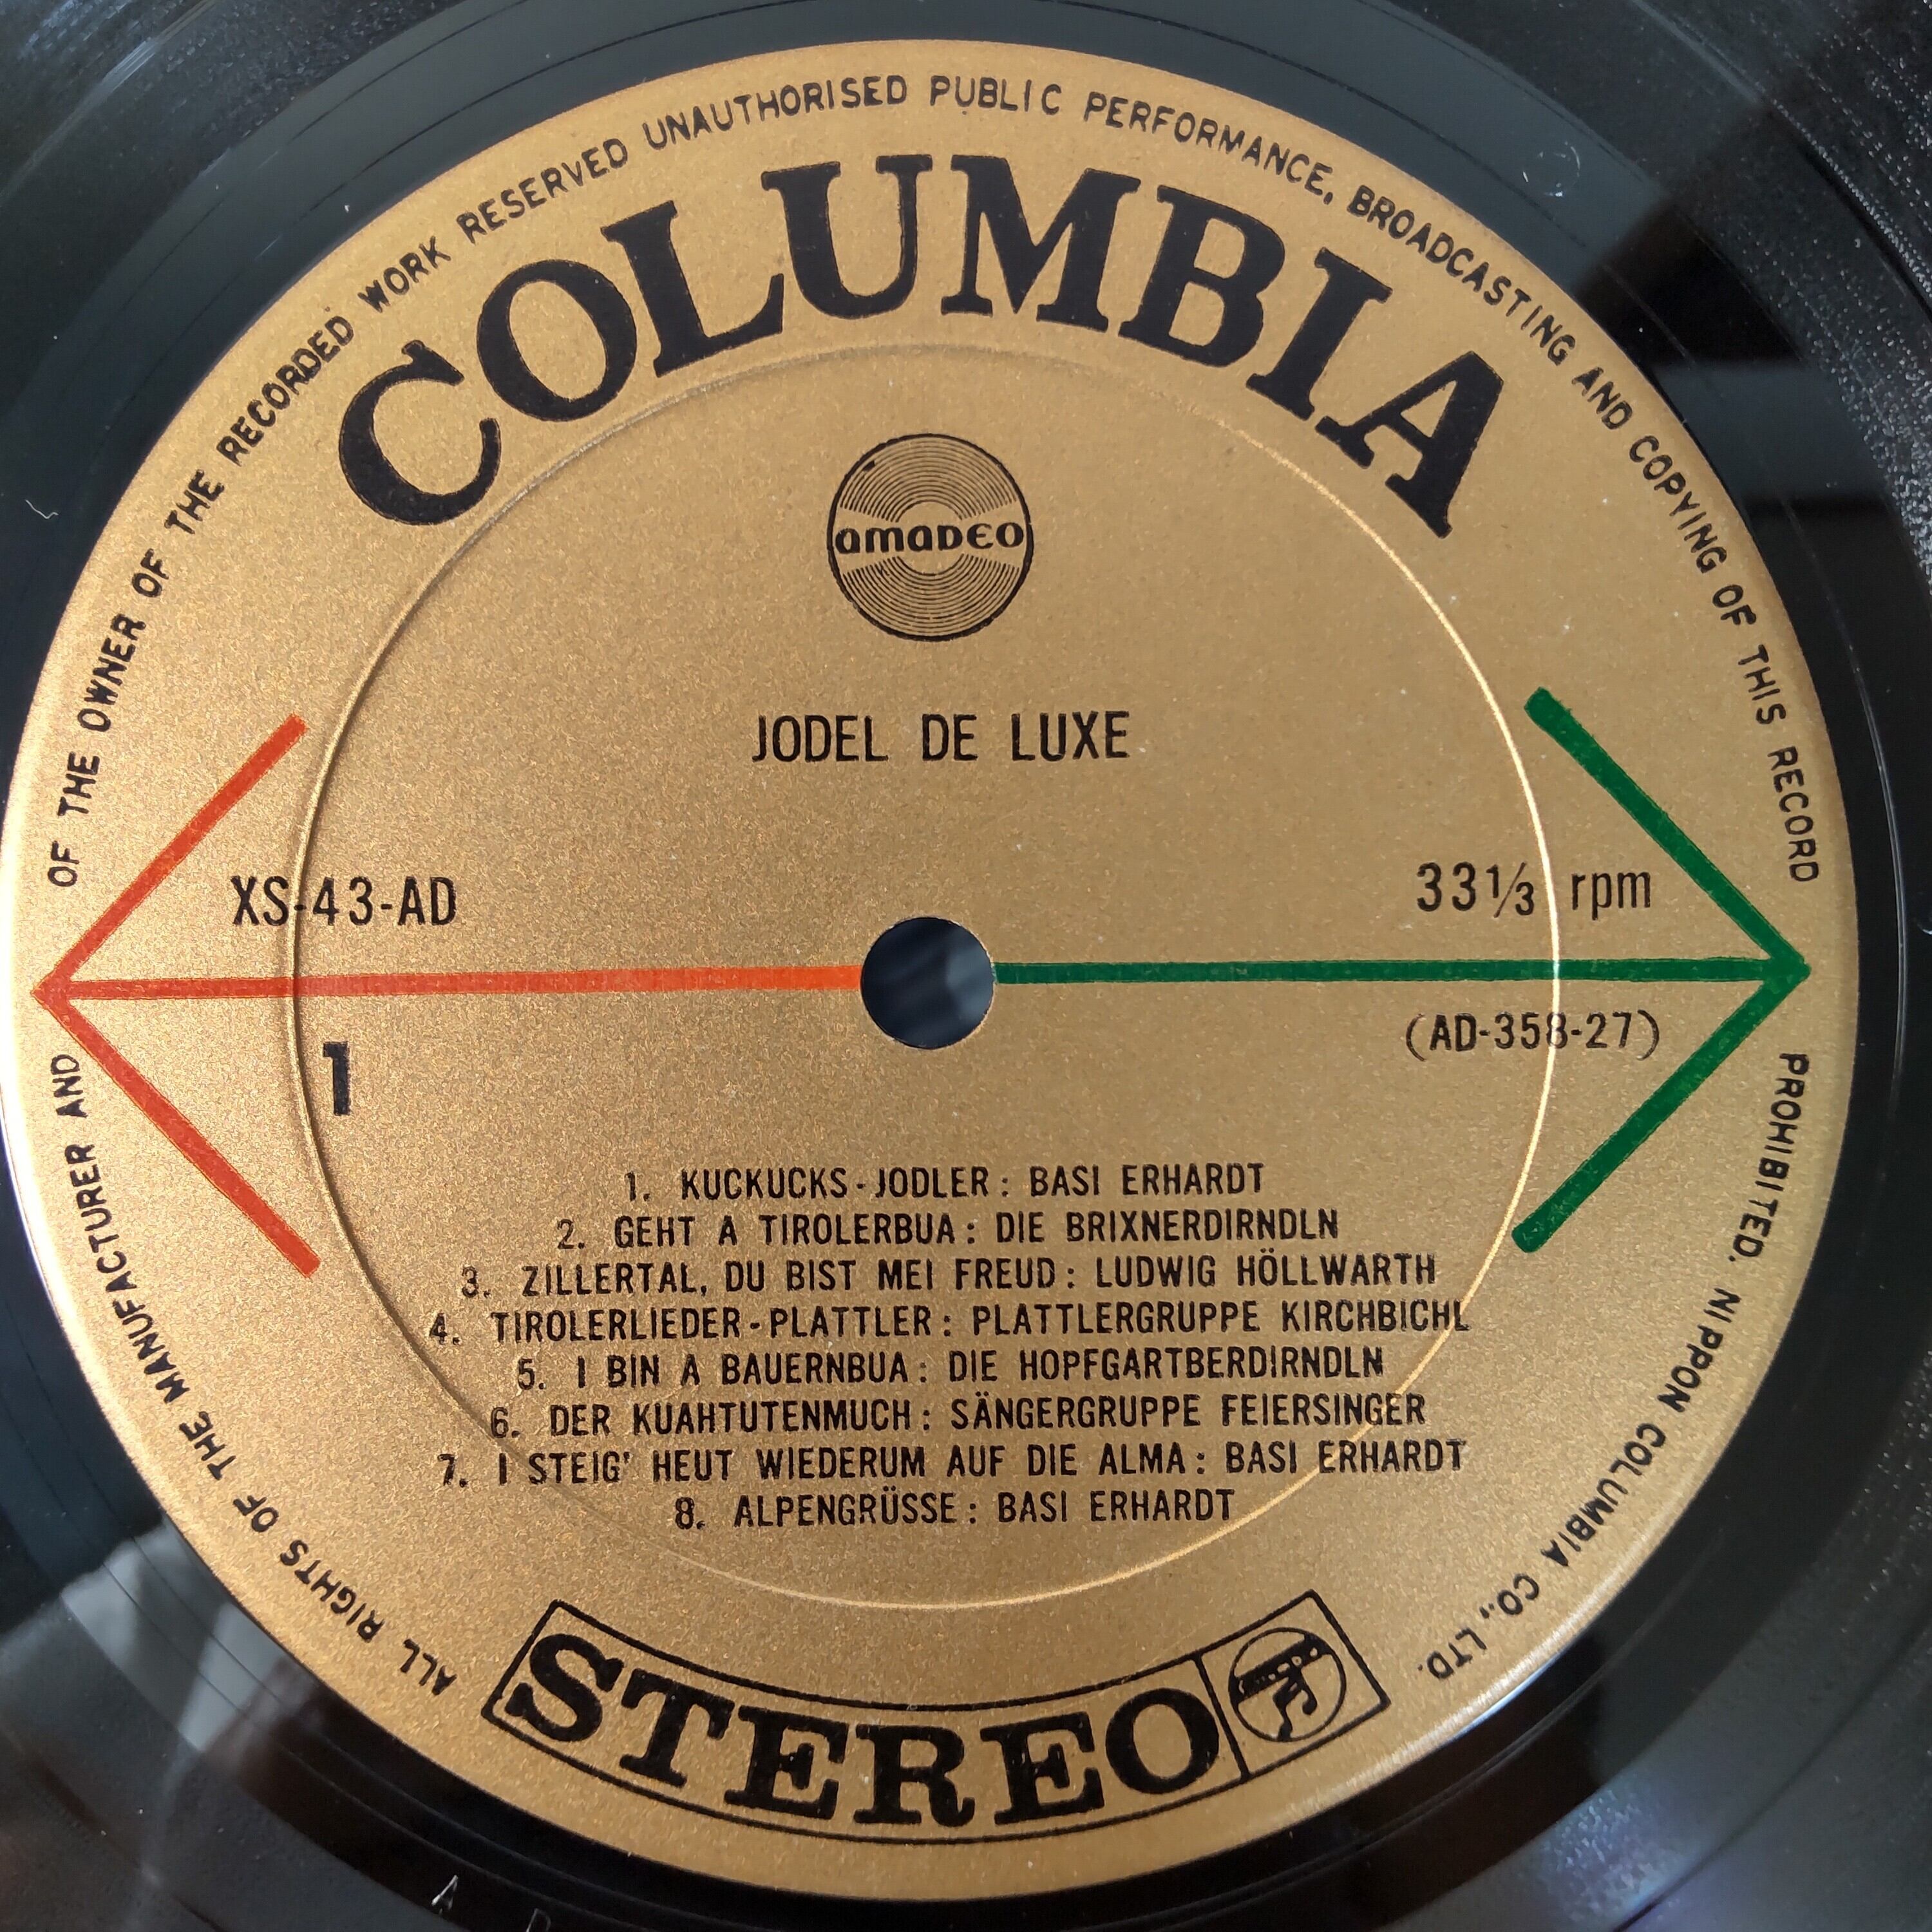 ALL RIGHTS OF THE MANUFACTURER AND OF THE OWNER OF THE RECORDED WORK RESERVED UNAUTHORISED PUBLIC PERFORMANCE, BROADCASTING AND COPYING OF THIS RECORD PROHIBITED. NIPPON COLUMBIA CO., LTD.
COLUMBIA
amadeo
JODEL DE LUXE
XS-43-AD
33 1/3 rpm
1
(AD-358-27)
1. KUCKUCKS-JODLER: BASI ERHARDT
2. GEHT A TIROLERBUA: DIE BRIXNERDIRNDLN
3. ZILLERTAL, DU BIST MEI FREUD: LUDWIG HÖLLWARTH
4. TIROLERLIEDER-PLATTLER: PLATTLERGRUPPE KIRCHBICHL
5. I BIN A BAUERNBUA: DIE HOPFGARTBERDIRNDLN
6. DER KUAHTUTENMUCH: SÄNGERGRUPPE FEIERSINGER
7. I STEIG' HEUT WIEDERUM AUF DIE ALMA: BASI ERHARDT
8. ALPENGRÜSSE: BASI ERHARDT
STEREO